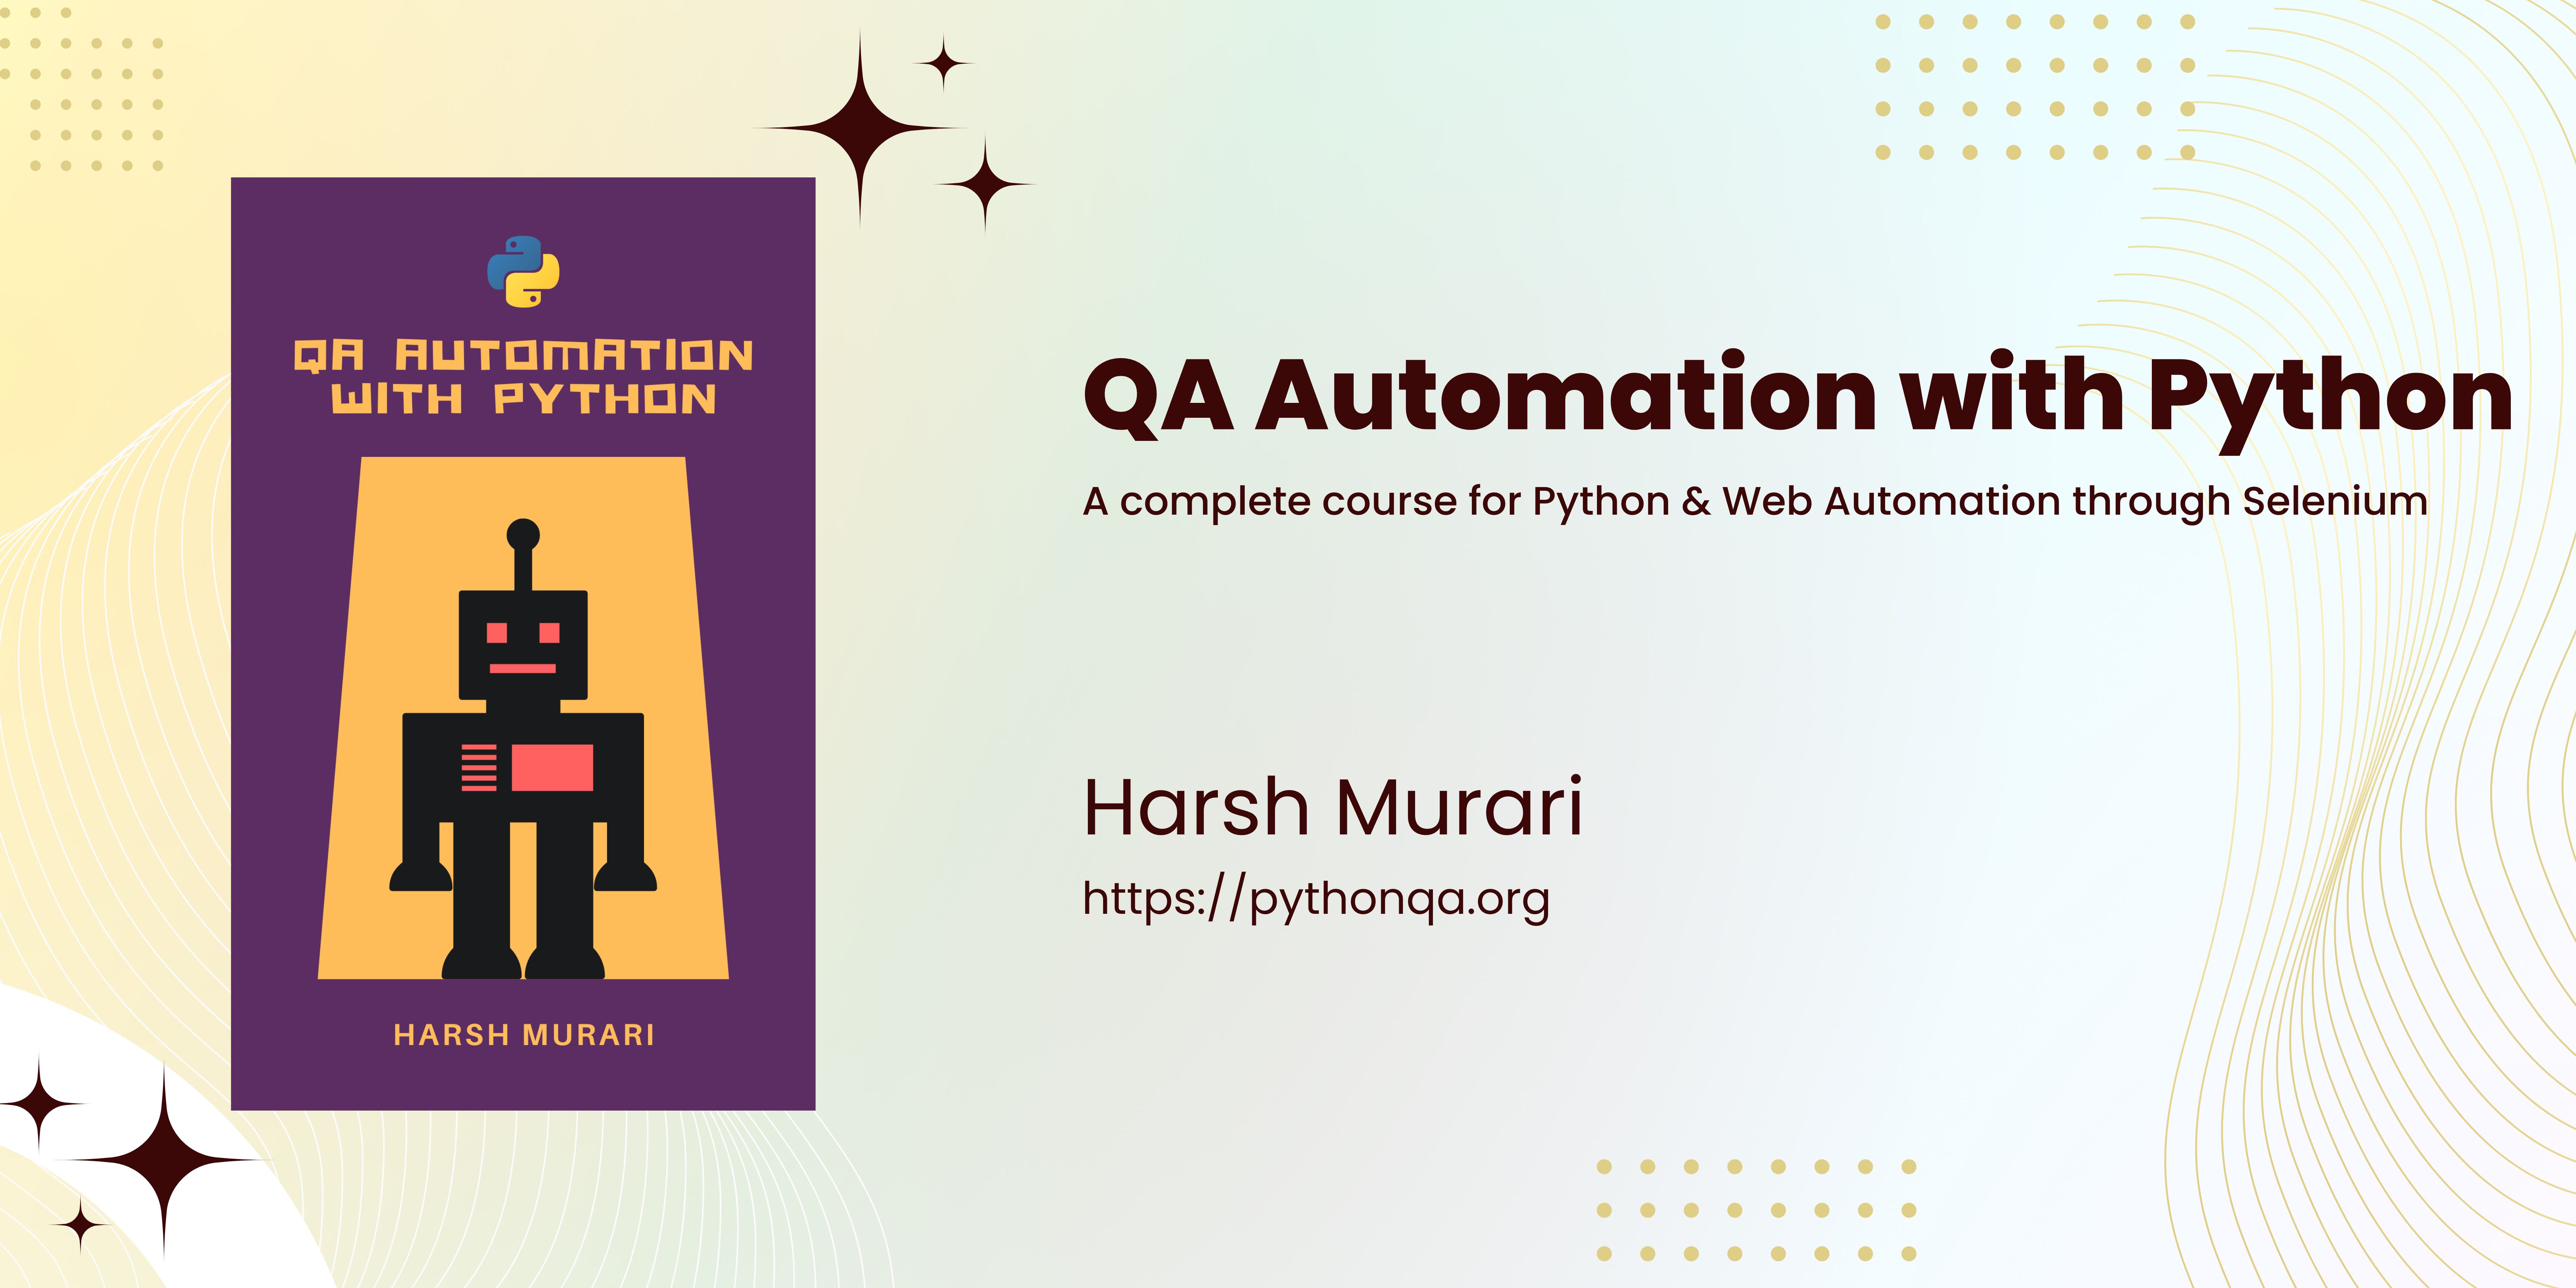 QA AUTOMATION
WITH PYTHON
HARSH MURARI
QA Automation with Python
A complete course for Python & Web Automation through Selenium
Harsh Murari
https://pythonqa.org